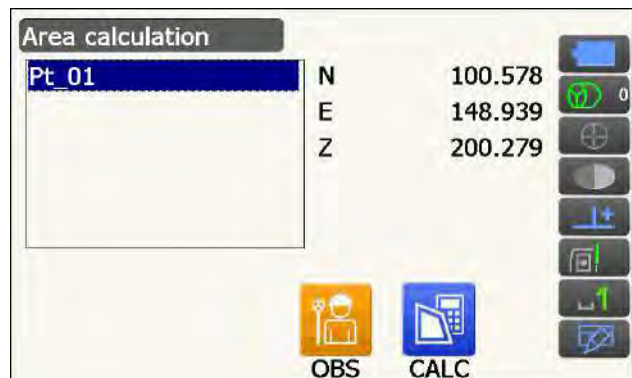 Area calculation
Pt_01
N 100.578
E 148.939
Z 200.279
0
1
OBS CALC